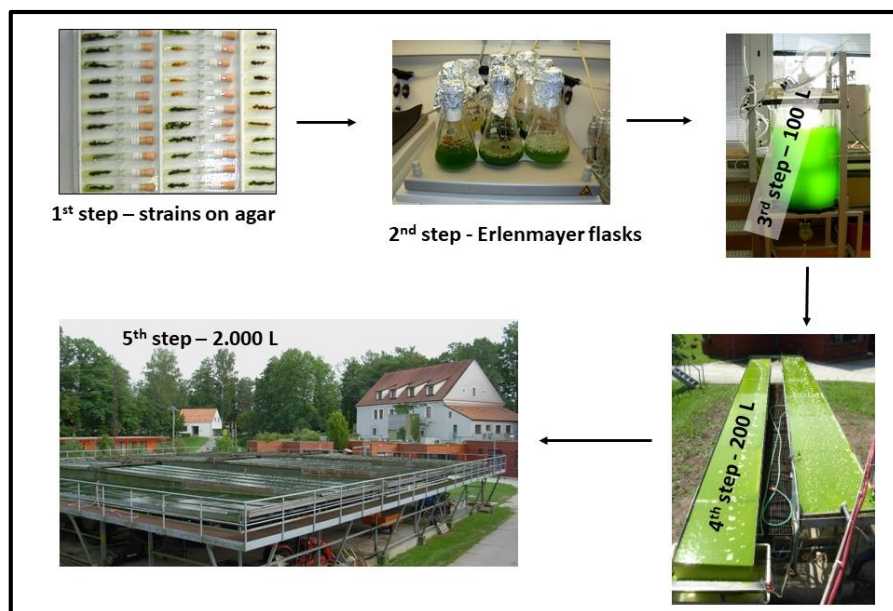 1st step – strains on agar
2nd step - Erlenmayer flasks
3rd step – 100 L
4th step - 200 L
5th step – 2.000 L